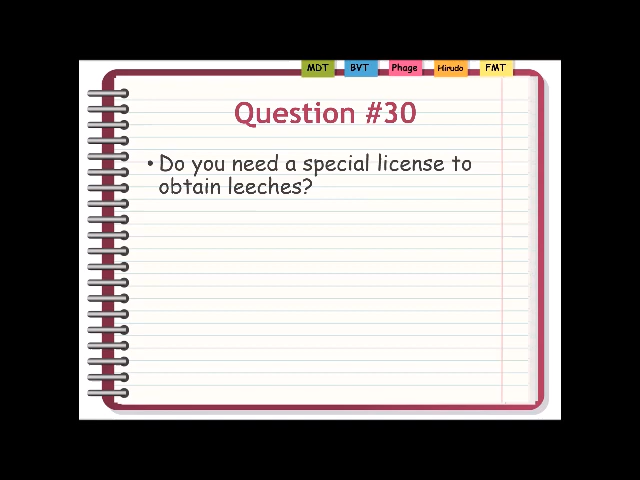 MDT BVT Phage Hirudo FMT
Question #30
• Do you need a special license to
obtain leeches?